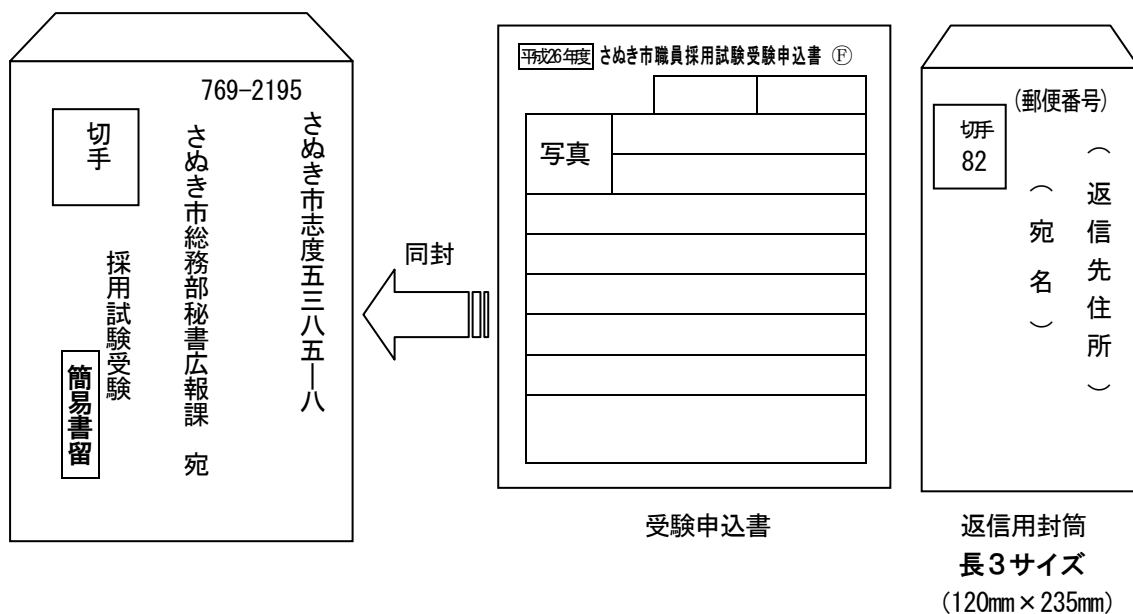 769−2195
切手
さぬき市志度五三八五―八
さぬき市総務部秘書広報課　宛
採用試験受験
簡易書留
同封
平成26年度 さぬき市職員採用試験受験申込書 Ⓕ
写真
受験申込書
(郵便番号)
切手
82
（返信先住所）
（宛名）
返信用封筒
長３サイズ
(120mm×235mm)